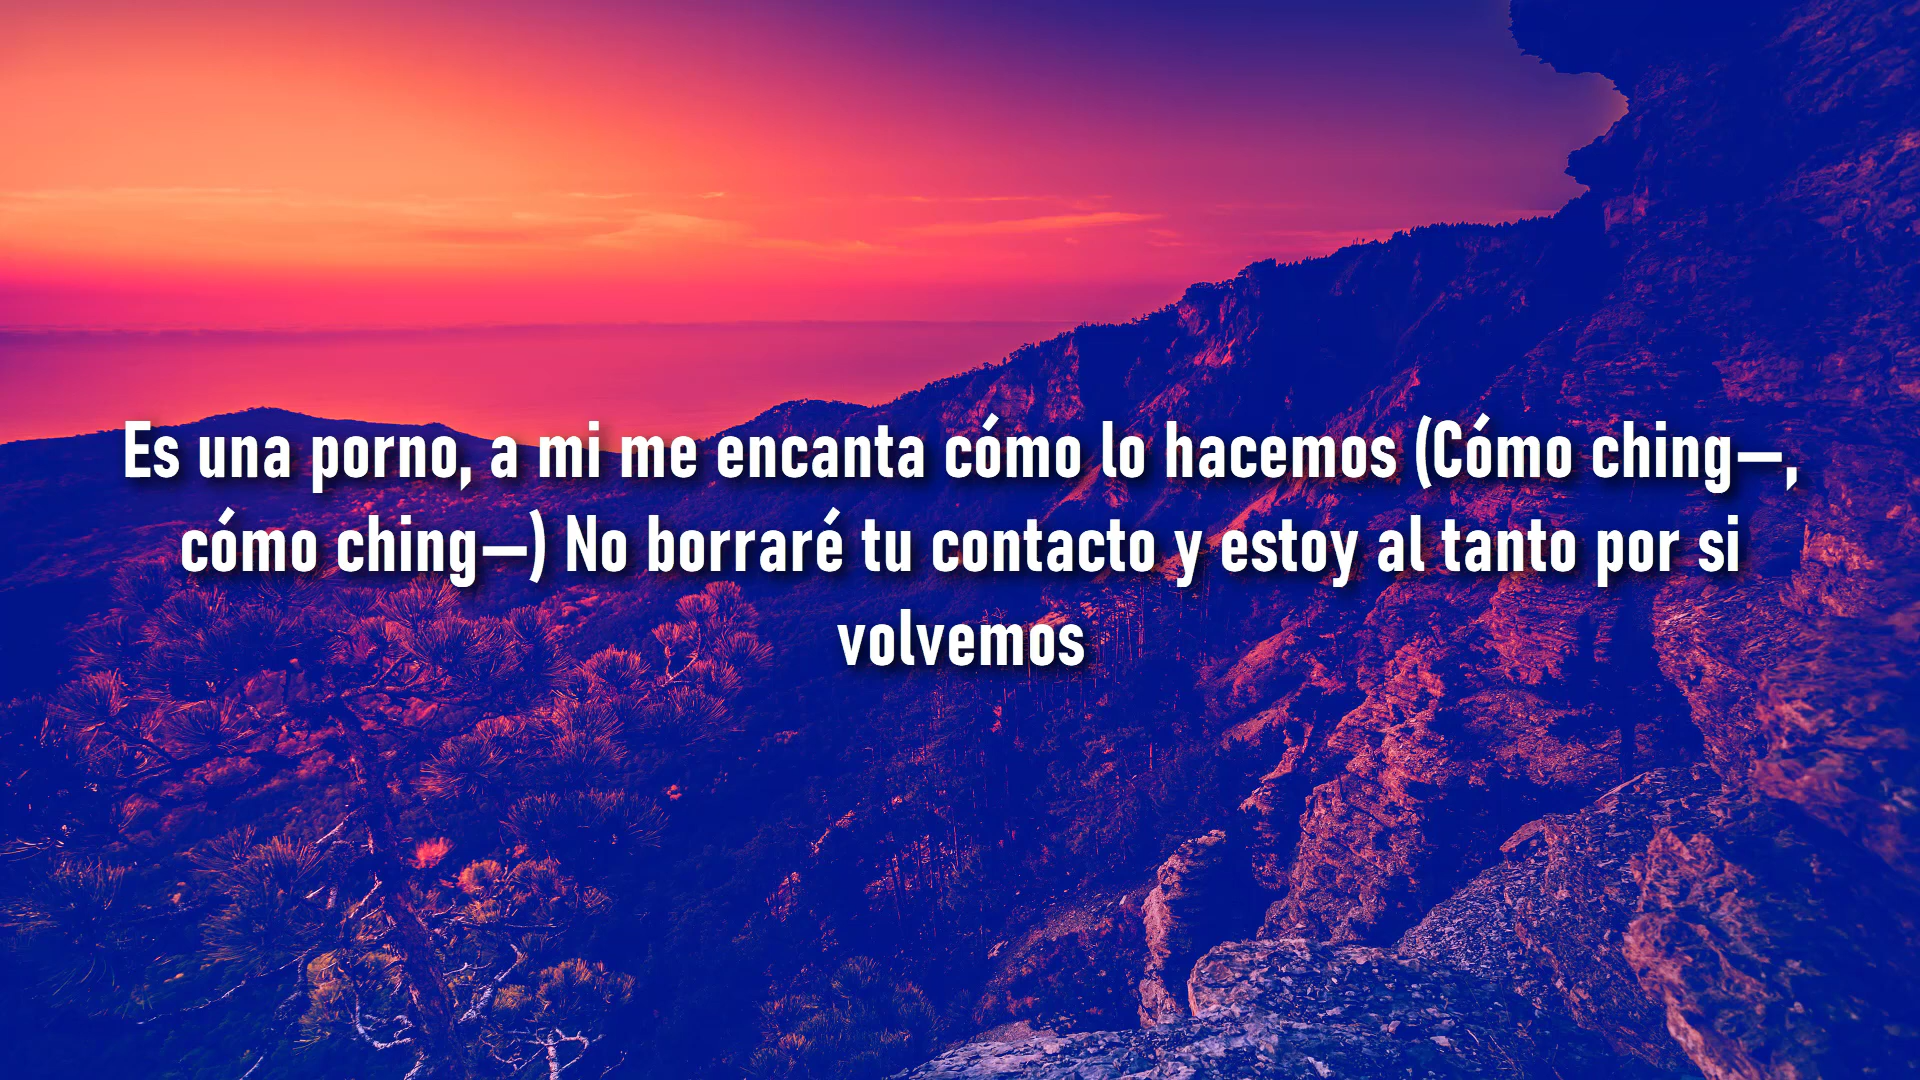 Es una porno, a mi me encanta cómo lo hacemos (Cómo ching—,
cómo ching—) No borraré tu contacto y estoy al tanto por si
volvemos